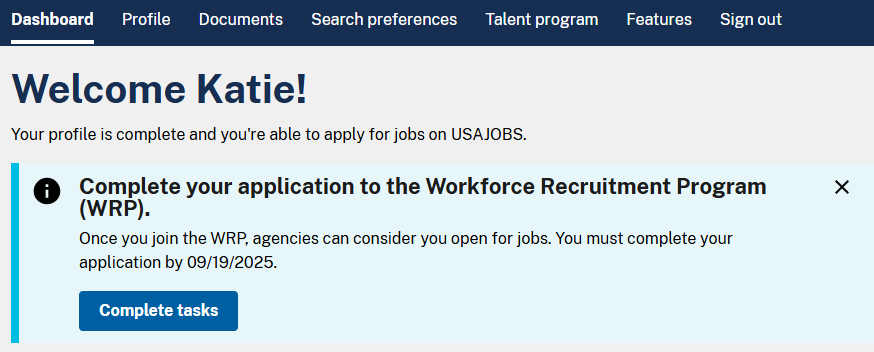 Dashboard Profile Documents Search preferences Talent program Features Sign out
Welcome Katie!
Your profile is complete and you're able to apply for jobs on USAJOBS.
Complete your application to the Workforce Recruitment Program
(WRP).
Once you join the WRP, agencies can consider you open for jobs. You must complete your
application by 09/19/2025.
Complete tasks